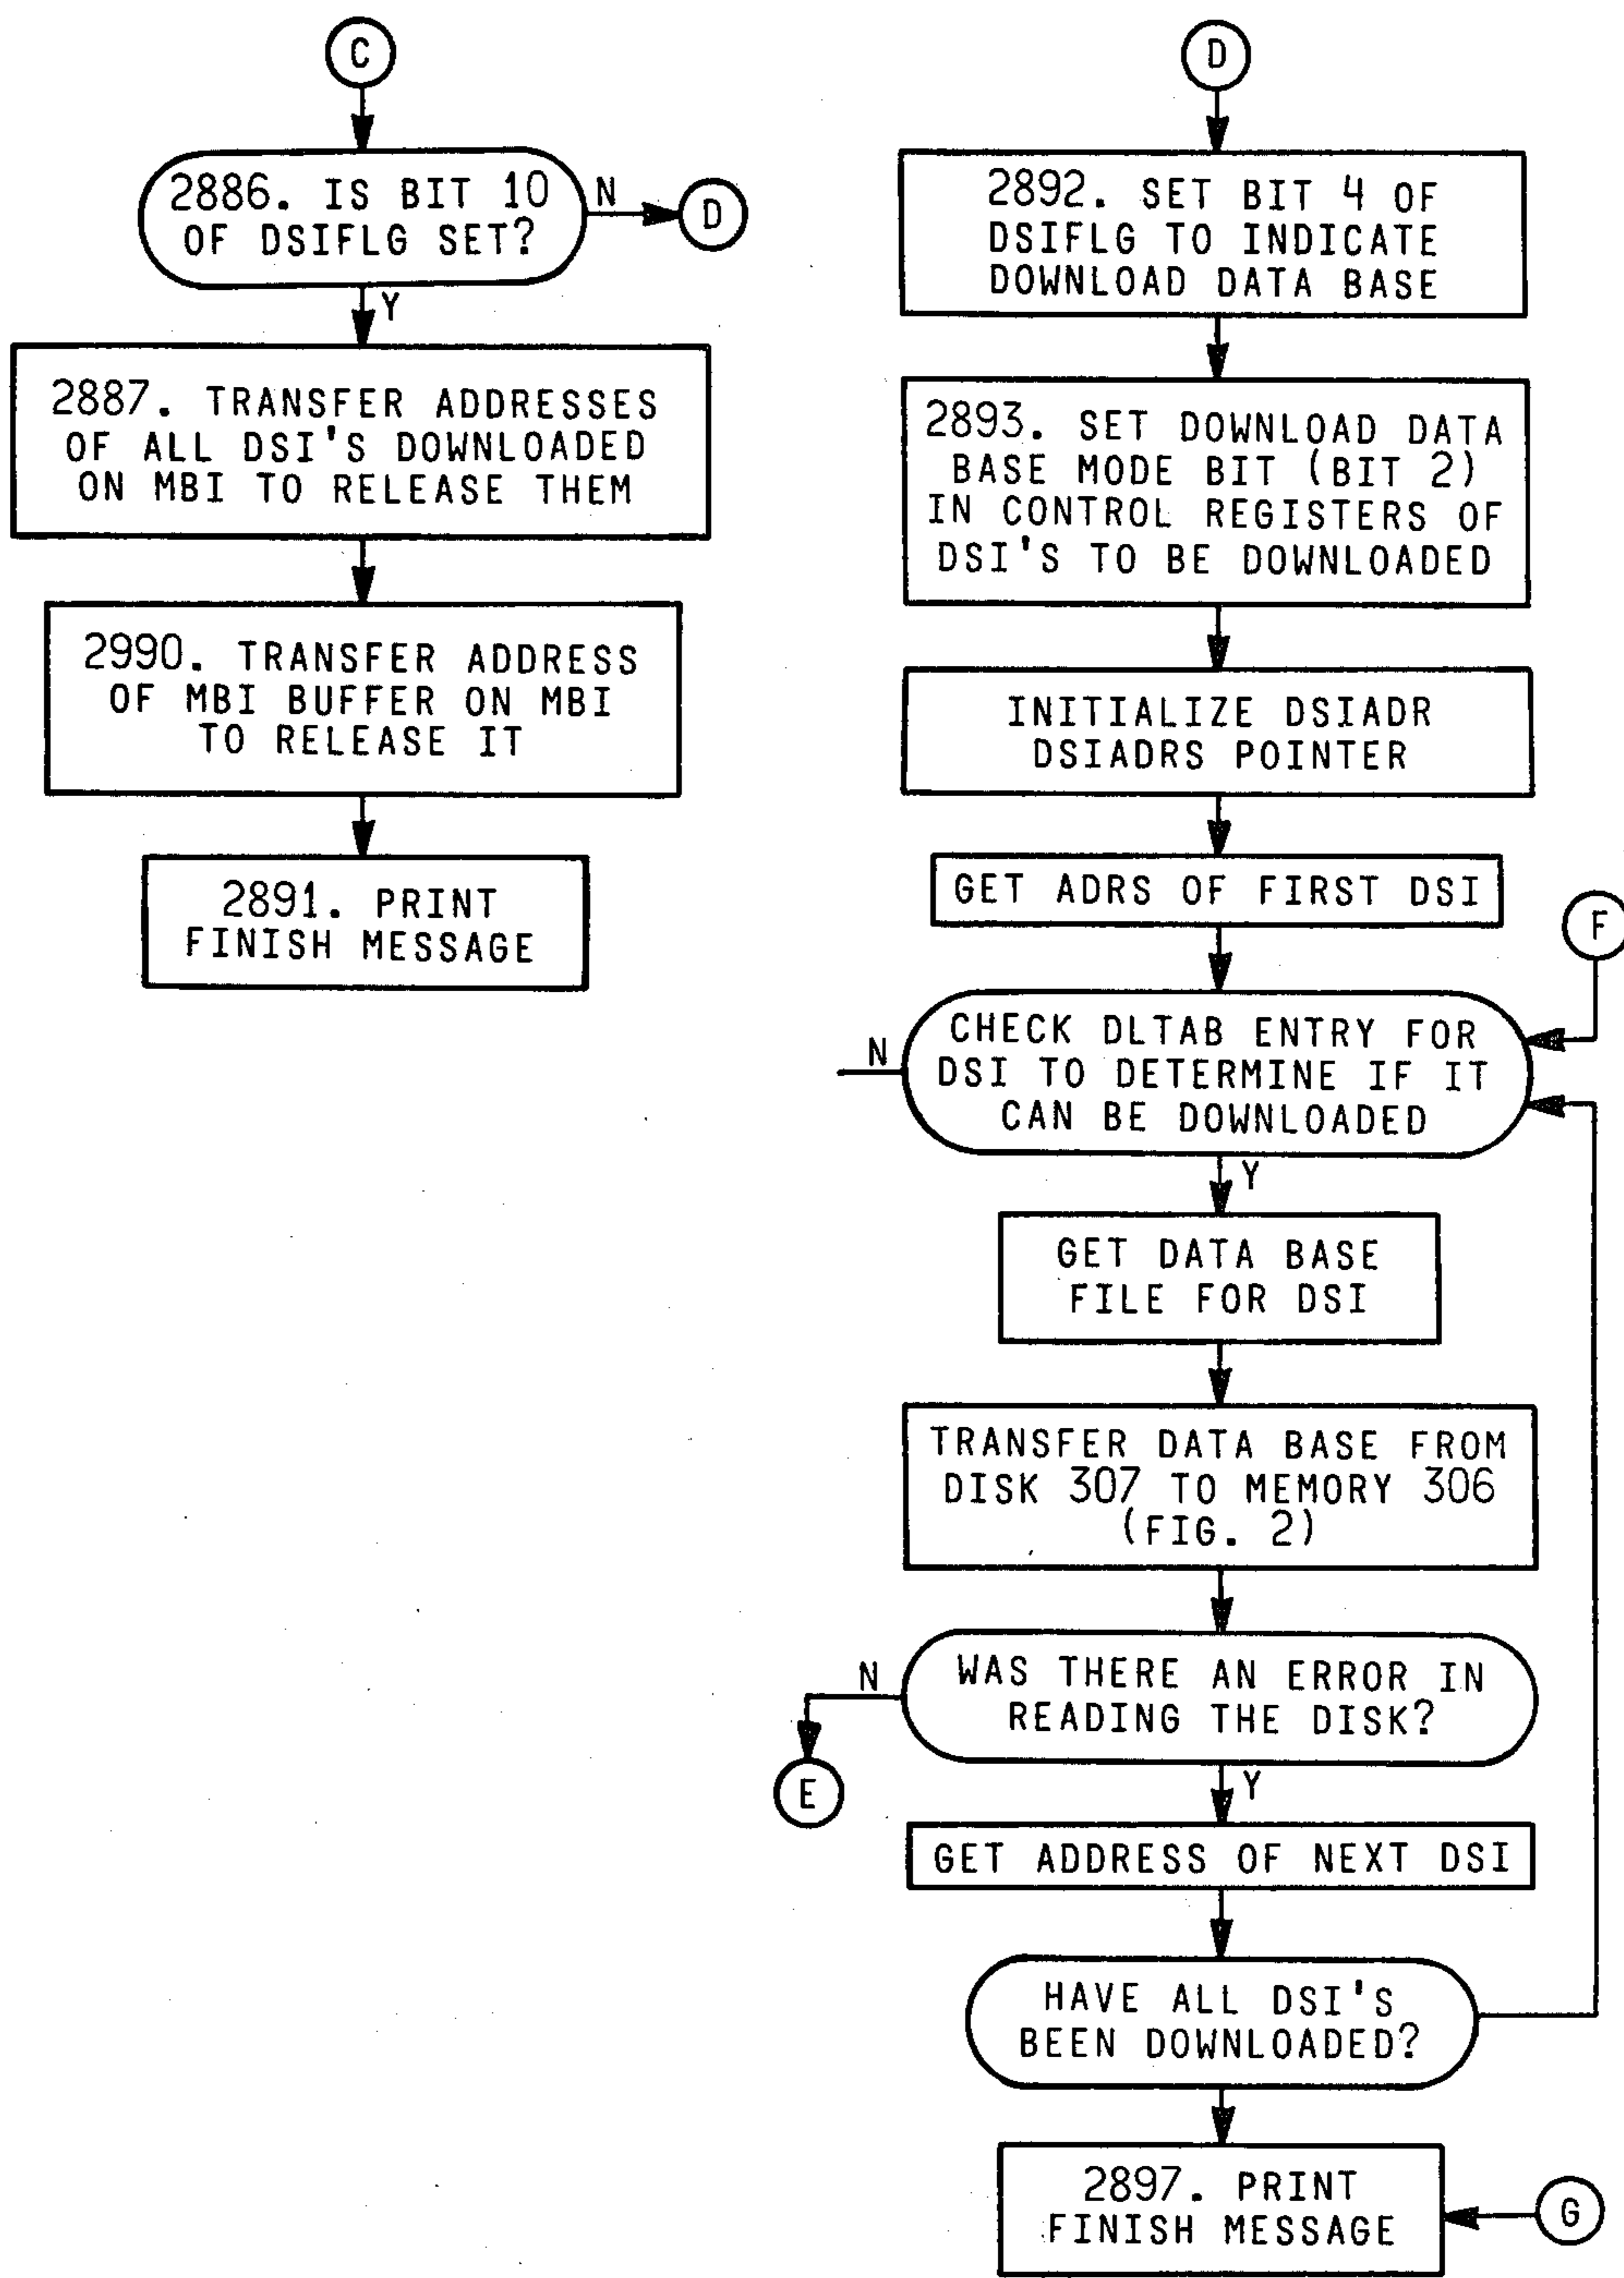 C
2886. IS BIT 10
OF DSIFLG SET?
N
D
Y
2887. TRANSFER ADDRESSES
OF ALL DSI'S DOWNLOADED
ON MBI TO RELEASE THEM
2990. TRANSFER ADDRESS
OF MBI BUFFER ON MBI
TO RELEASE IT
2891. PRINT
FINISH MESSAGE
D
2892. SET BIT 4 OF
DSIFLG TO INDICATE
DOWNLOAD DATA BASE
2893. SET DOWNLOAD DATA
BASE MODE BIT (BIT 2)
IN CONTROL REGISTERS OF
DSI'S TO BE DOWNLOADED
INITIALIZE DSIADR
DSIADRS POINTER
GET ADRS OF FIRST DSI
F
CHECK DLTAB ENTRY FOR
DSI TO DETERMINE IF IT
CAN BE DOWNLOADED
N
Y
GET DATA BASE
FILE FOR DSI
TRANSFER DATA BASE FROM
DISK 307 TO MEMORY 306
(FIG. 2)
WAS THERE AN ERROR IN
READING THE DISK?
N
E
Y
GET ADDRESS OF NEXT DSI
HAVE ALL DSI'S
BEEN DOWNLOADED?
2897. PRINT
FINISH MESSAGE
G